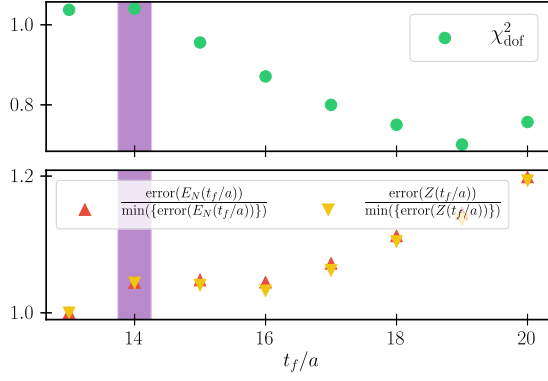 1.0
0.8
χ²_dof
1.2
1.0
error(E_N(t_f/a)) / min({error(E_N(t_f/a))})
error(Z(t_f/a)) / min({error(Z(t_f/a))})
14 16 18 20
t_f/a